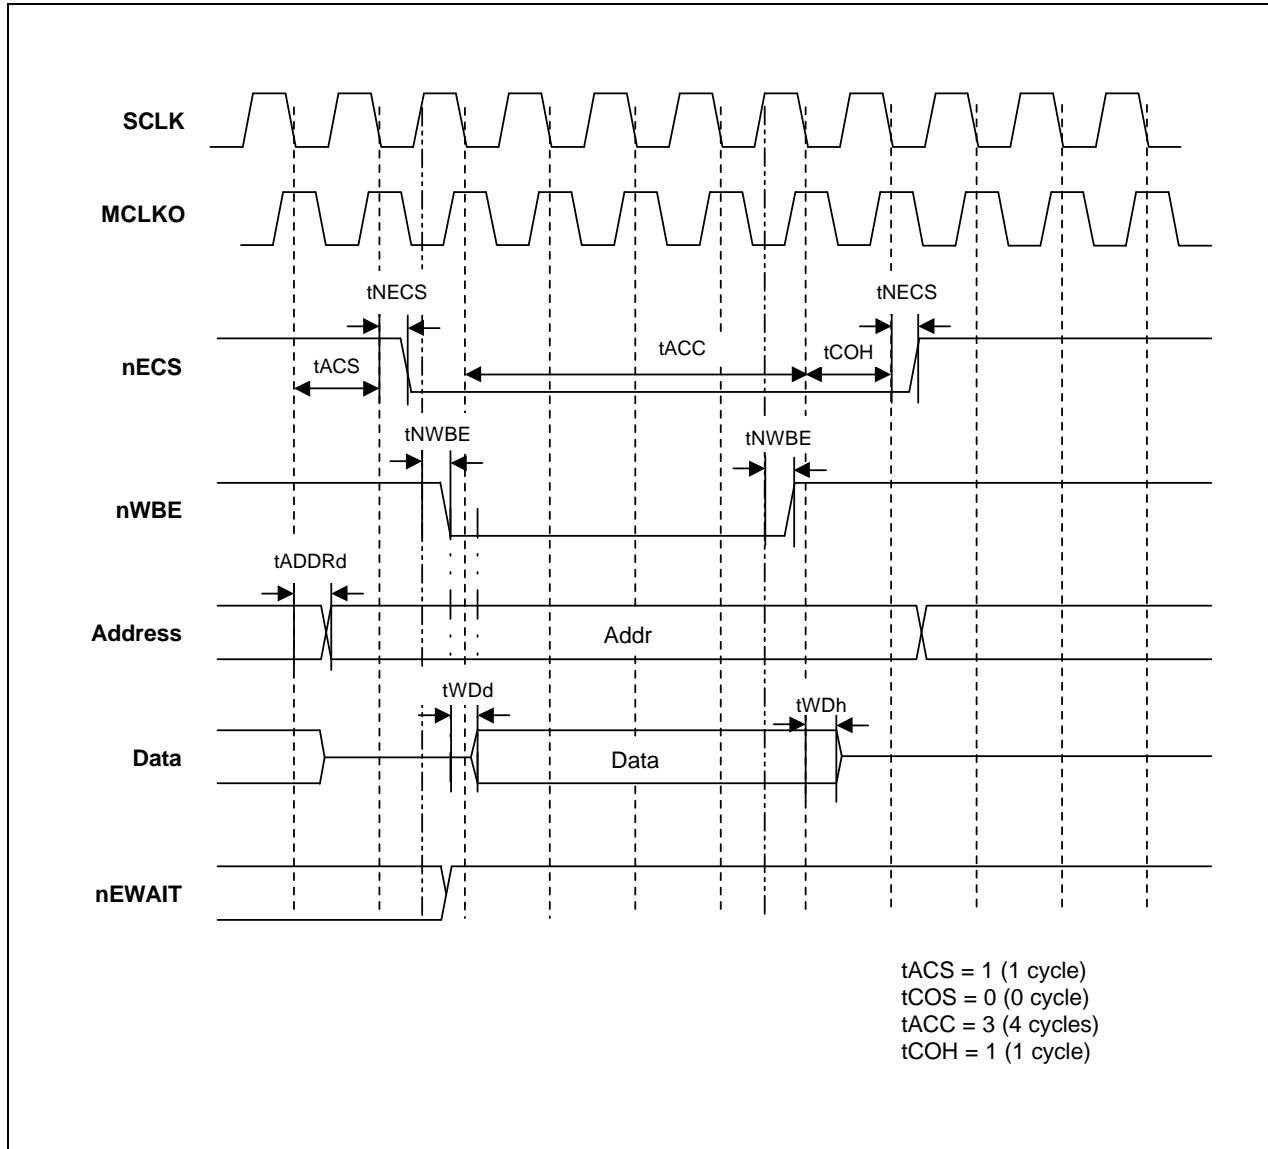 SCLK
MCLKO
tNECS
tNECS
nECS
tACS
tACC
tCOH
tNWBE
tNWBE
nWBE
tADDRd
Address
Addr
tWDd
tWDh
Data
Data
nEWAIT
tACS = 1 (1 cycle)
tCOS = 0 (0 cycle)
tACC = 3 (4 cycles)
tCOH = 1 (1 cycle)